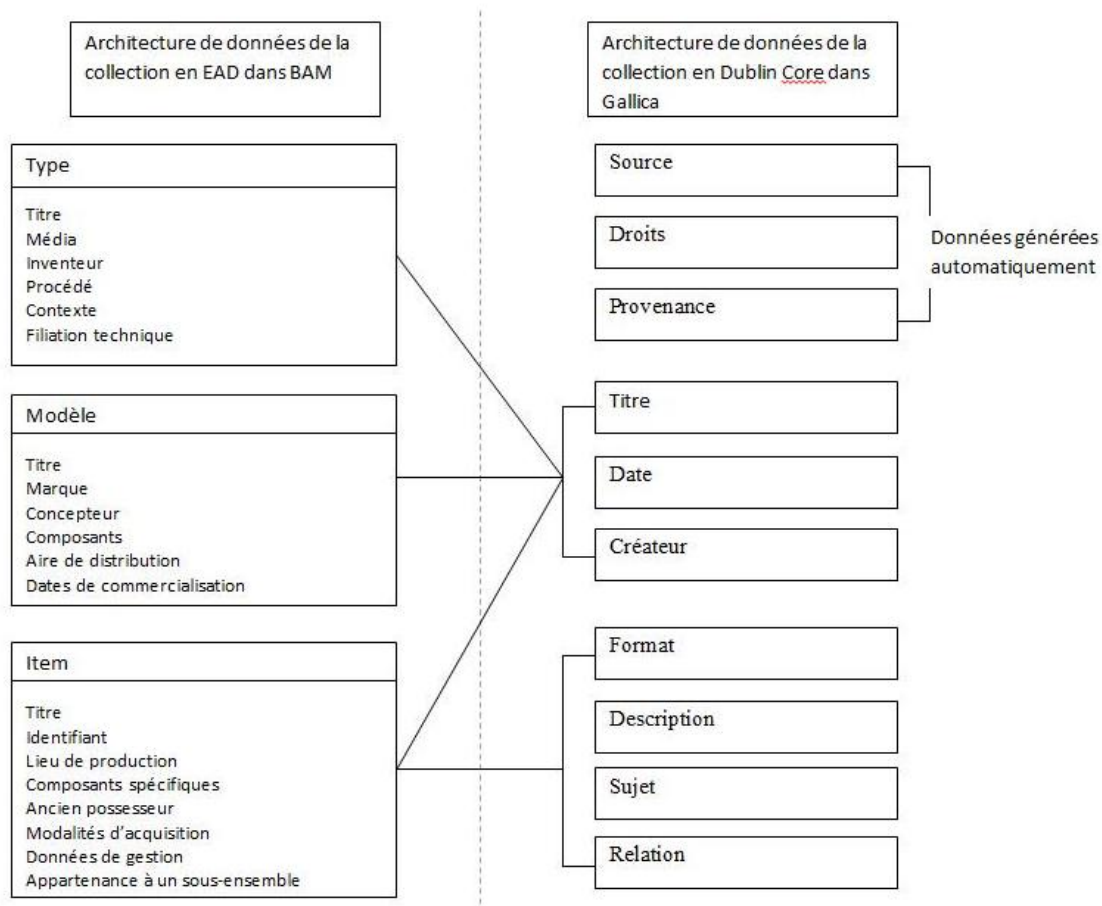 Architecture de données de la
collection en EAD dans BAM
Type
Titre
Média
Inventeur
Procédé
Contexte
Filiation technique
Modèle
Titre
Marque
Concepteur
Composants
Aire de distribution
Dates de commercialisation
Item
Titre
Identifiant
Lieu de production
Composants spécifiques
Ancien possesseur
Modalités d'acquisition
Données de gestion
Appartenance à un sous-ensemble
Architecture de données de la
collection en Dublin Core dans
Gallica
Source
Droits
Provenance
Données générées
automatiquement
Titre
Date
Créateur
Format
Description
Sujet
Relation